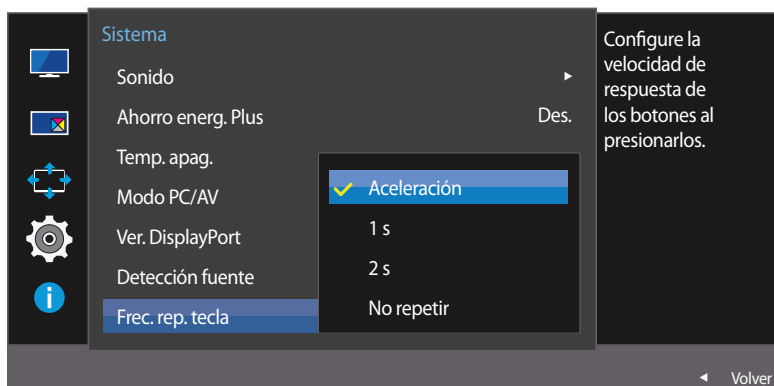 Sistema
Sonido
Ahorro energ. Plus Des.
Temp. apag.
Modo PC/AV
Ver. DisplayPort
Detección fuente
Frec. rep. tecla
Aceleración
1 s
2 s
No repetir
Configure la
velocidad de
respuesta de
los botones al
presionarlos.
Volver